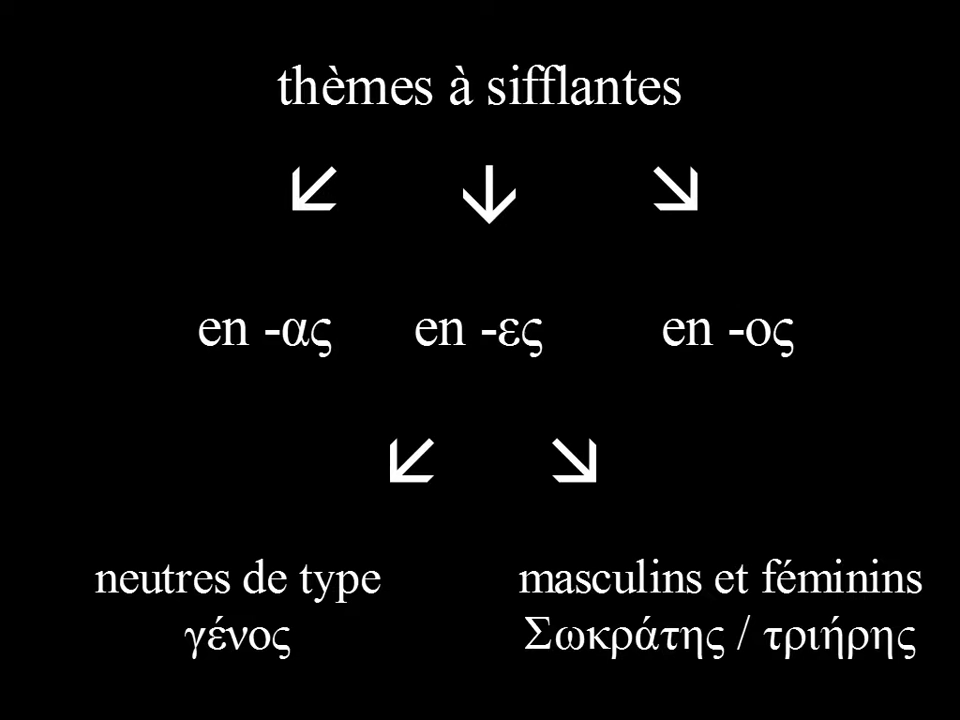 thèmes à sifflantes
↙ ↓ ↘
en -ας en -ες en -ος
↙ ↘
neutres de type masculins et féminins
γένος Σωκράτης / τριήρης